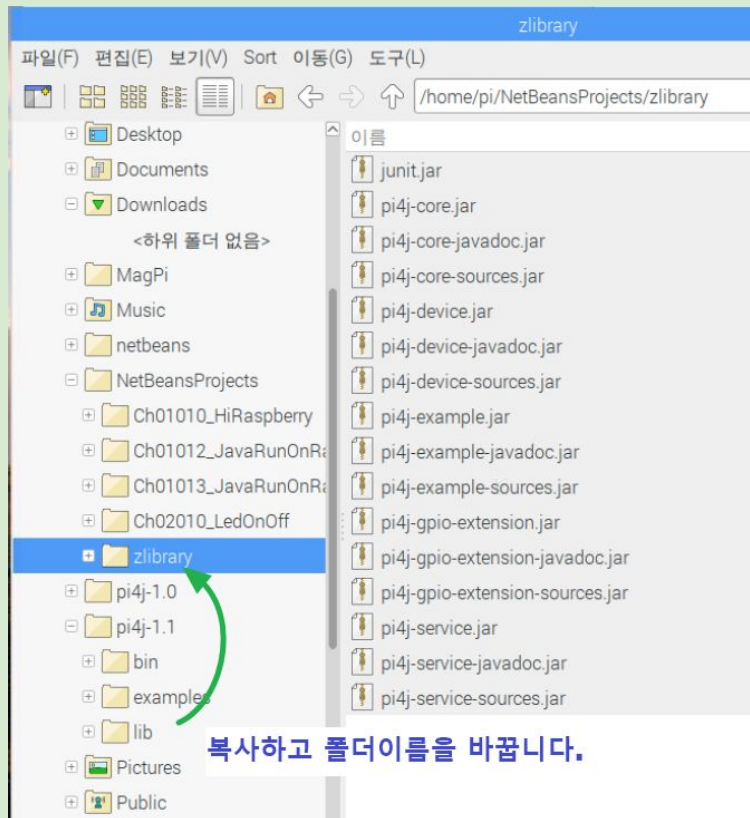 zlibrary
파일(F) 편집(E) 보기(V) Sort 이동(G) 도구(L)
/home/pi/NetBeansProjects/zlibrary
Desktop
Documents
Downloads
<하위 폴더 없음>
MagPi
Music
netbeans
NetBeansProjects
Ch01010_HiRaspberry
Ch01012_JavaRunOnRa
Ch01013_JavaRunOnRa
Ch02010_LedOnOff
zlibrary
pi4j-1.0
pi4j-1.1
bin
examples
lib
Pictures
Public
이름
junit.jar
pi4j-core.jar
pi4j-core-javadoc.jar
pi4j-core-sources.jar
pi4j-device.jar
pi4j-device-javadoc.jar
pi4j-device-sources.jar
pi4j-example.jar
pi4j-example-javadoc.jar
pi4j-example-sources.jar
pi4j-gpio-extension.jar
pi4j-gpio-extension-javadoc.jar
pi4j-gpio-extension-sources.jar
pi4j-service.jar
pi4j-service-javadoc.jar
pi4j-service-sources.jar
복사하고 폴더이름을 바꿉니다.